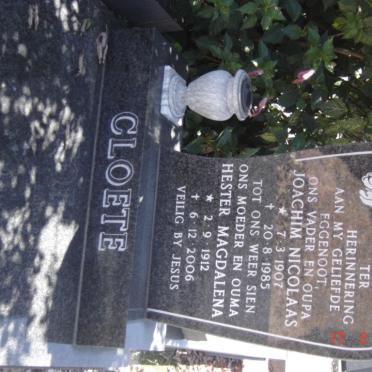 TER
HERINNERING
AAN MY GELIEFDE
EGGENOOT,
ONS VADER EN OUPA
JOACHIM NICOLAAS
★ 7·3·1907
✝ 20·8·1985
TOT ONS WEER SIEN
ONS MOEDER EN OUMA
HESTER MAGDALENA
★ 2·9·1912
✝ 6·12·2006
VEILIG BY JESUS
CLOETE